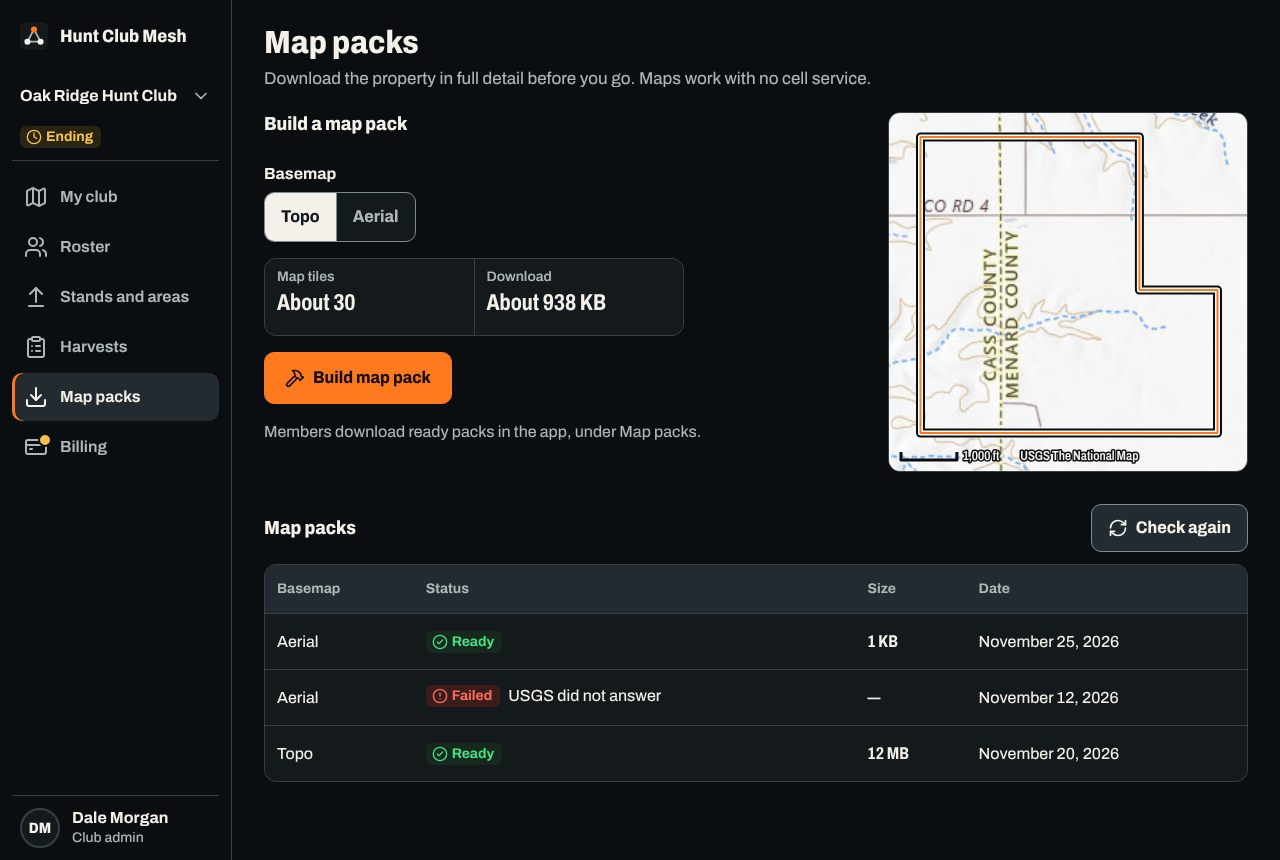 Hunt Club Mesh
Oak Ridge Hunt Club
Ending
My club
Roster
Stands and areas
Harvests
Map packs
Billing
DM
Dale Morgan
Club admin
Map packs
Download the property in full detail before you go. Maps work with no cell service.
Build a map pack
Basemap
Topo Aerial
Map tiles Download
About 30 About 938 KB
Build map pack
Members download ready packs in the app, under Map packs.
CO RD 4
CASS COUNTY
MENARD COUNTY
1,000 ft USGS The National Map
Map packs
Check again
Basemap Status Size Date
Aerial Ready 1 KB November 25, 2026
Aerial Failed USGS did not answer — November 12, 2026
Topo Ready 12 MB November 20, 2026